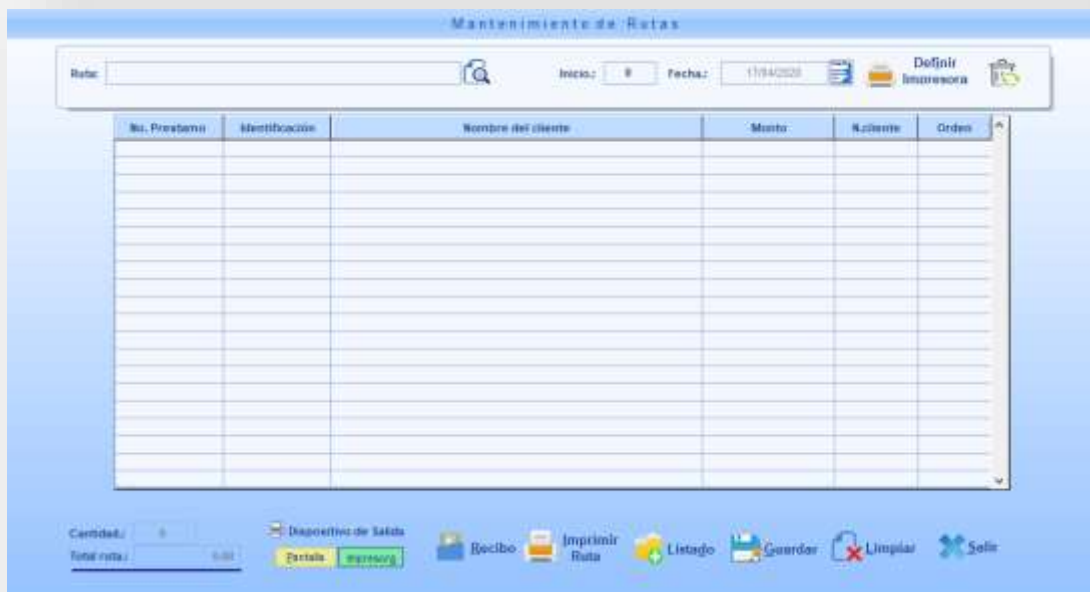 Mantenimiento de Rutas
Ruta:
Inicio.: 0 Fecha.: 17/04/2020
Definir
Impresora
No. Prestamo Identificación Nombre del cliente Monto N.cliente Orden
Cantidad.: 0
Total ruta.: 0.00
Dispositivo de Salida
Pantalla Impresora
Recibo
Imprimir
Ruta
Listado
Guardar
Limpiar
Salir